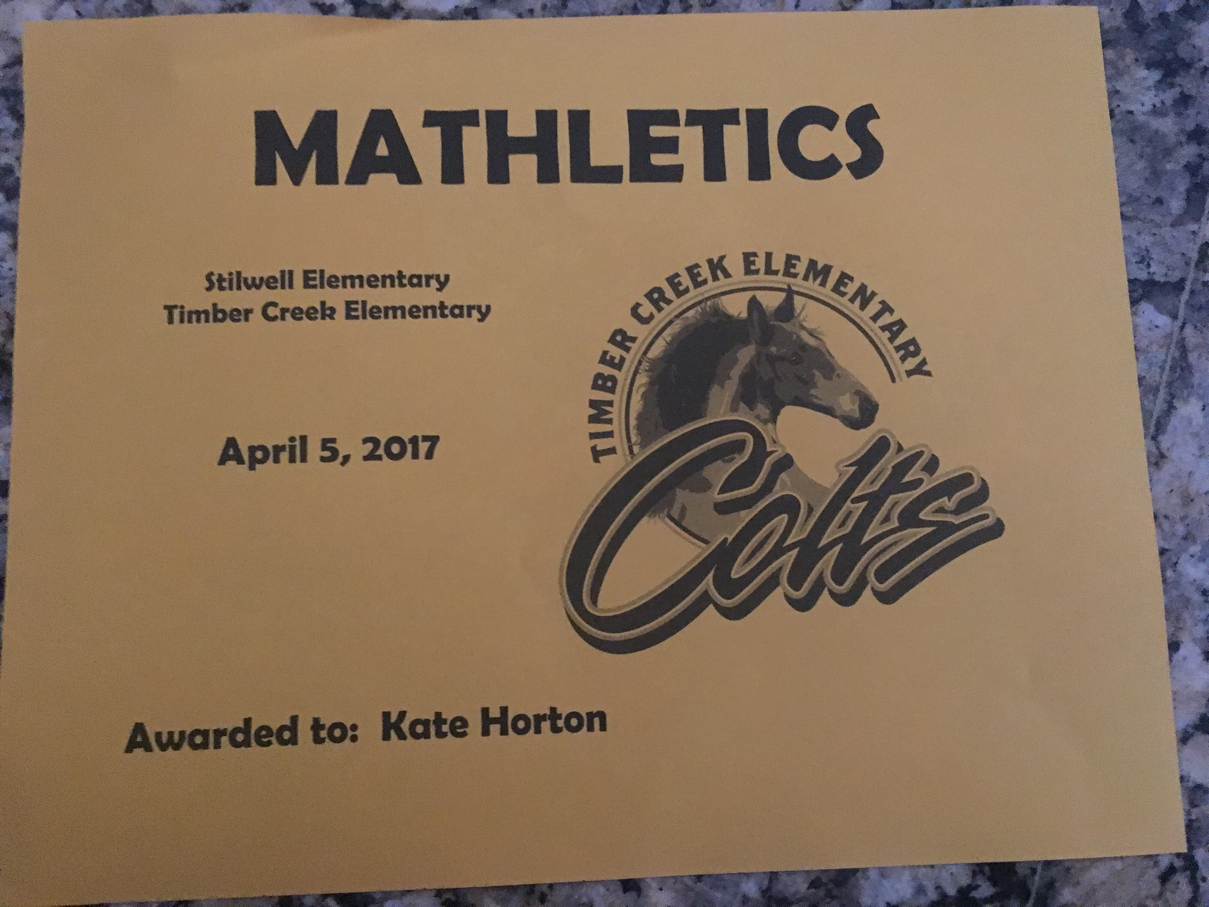 MATHLETICS
Stilwell Elementary
Timber Creek Elementary
TIMBER CREEK ELEMENTARY
Colts
April 5, 2017
Awarded to: Kate Horton